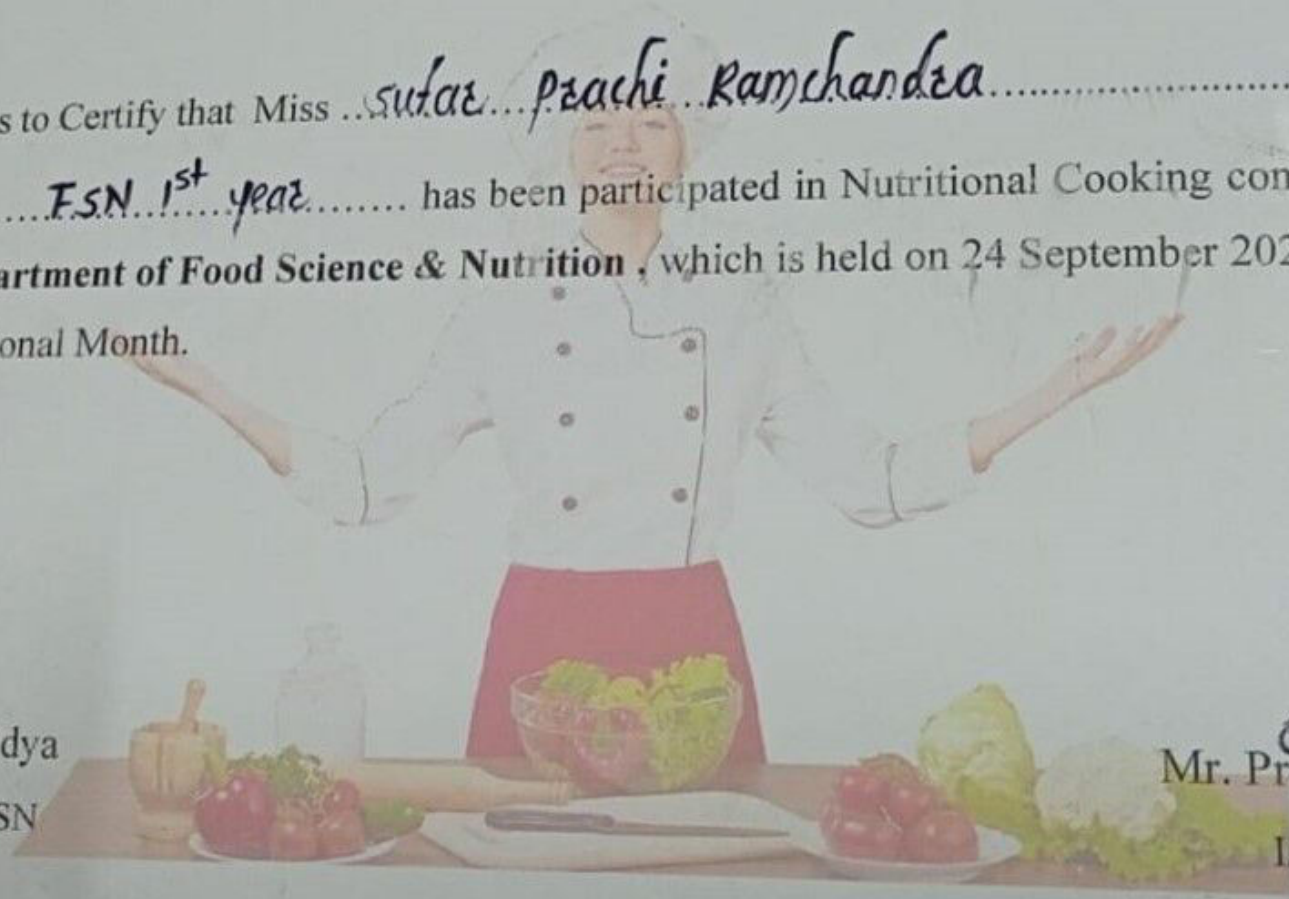 s to Certify that Miss ..Sutar...Prachi..Ramchandra..............................
....F.S.N..1st..year........ has been participated in Nutritional Cooking con
artment of Food Science & Nutrition , which is held on 24 September 202
onal Month.
dya
Mr. Pr
SN